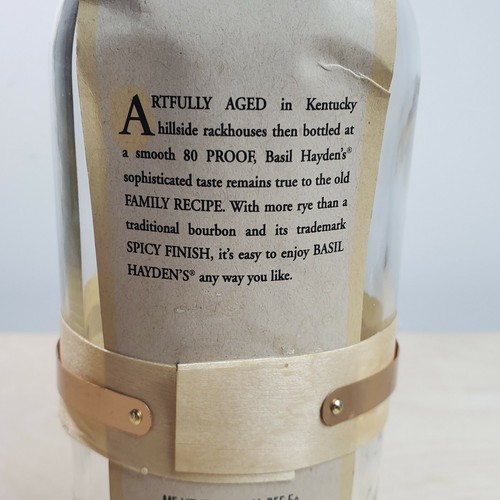 ARTFULLY AGED in Kentucky
hillside rackhouses then bottled at
a smooth 80 PROOF, Basil Hayden's®
sophisticated taste remains true to the old
FAMILY RECIPE. With more rye than a
traditional bourbon and its trademark
SPICY FINISH, it's easy to enjoy BASIL
HAYDEN'S® any way you like.